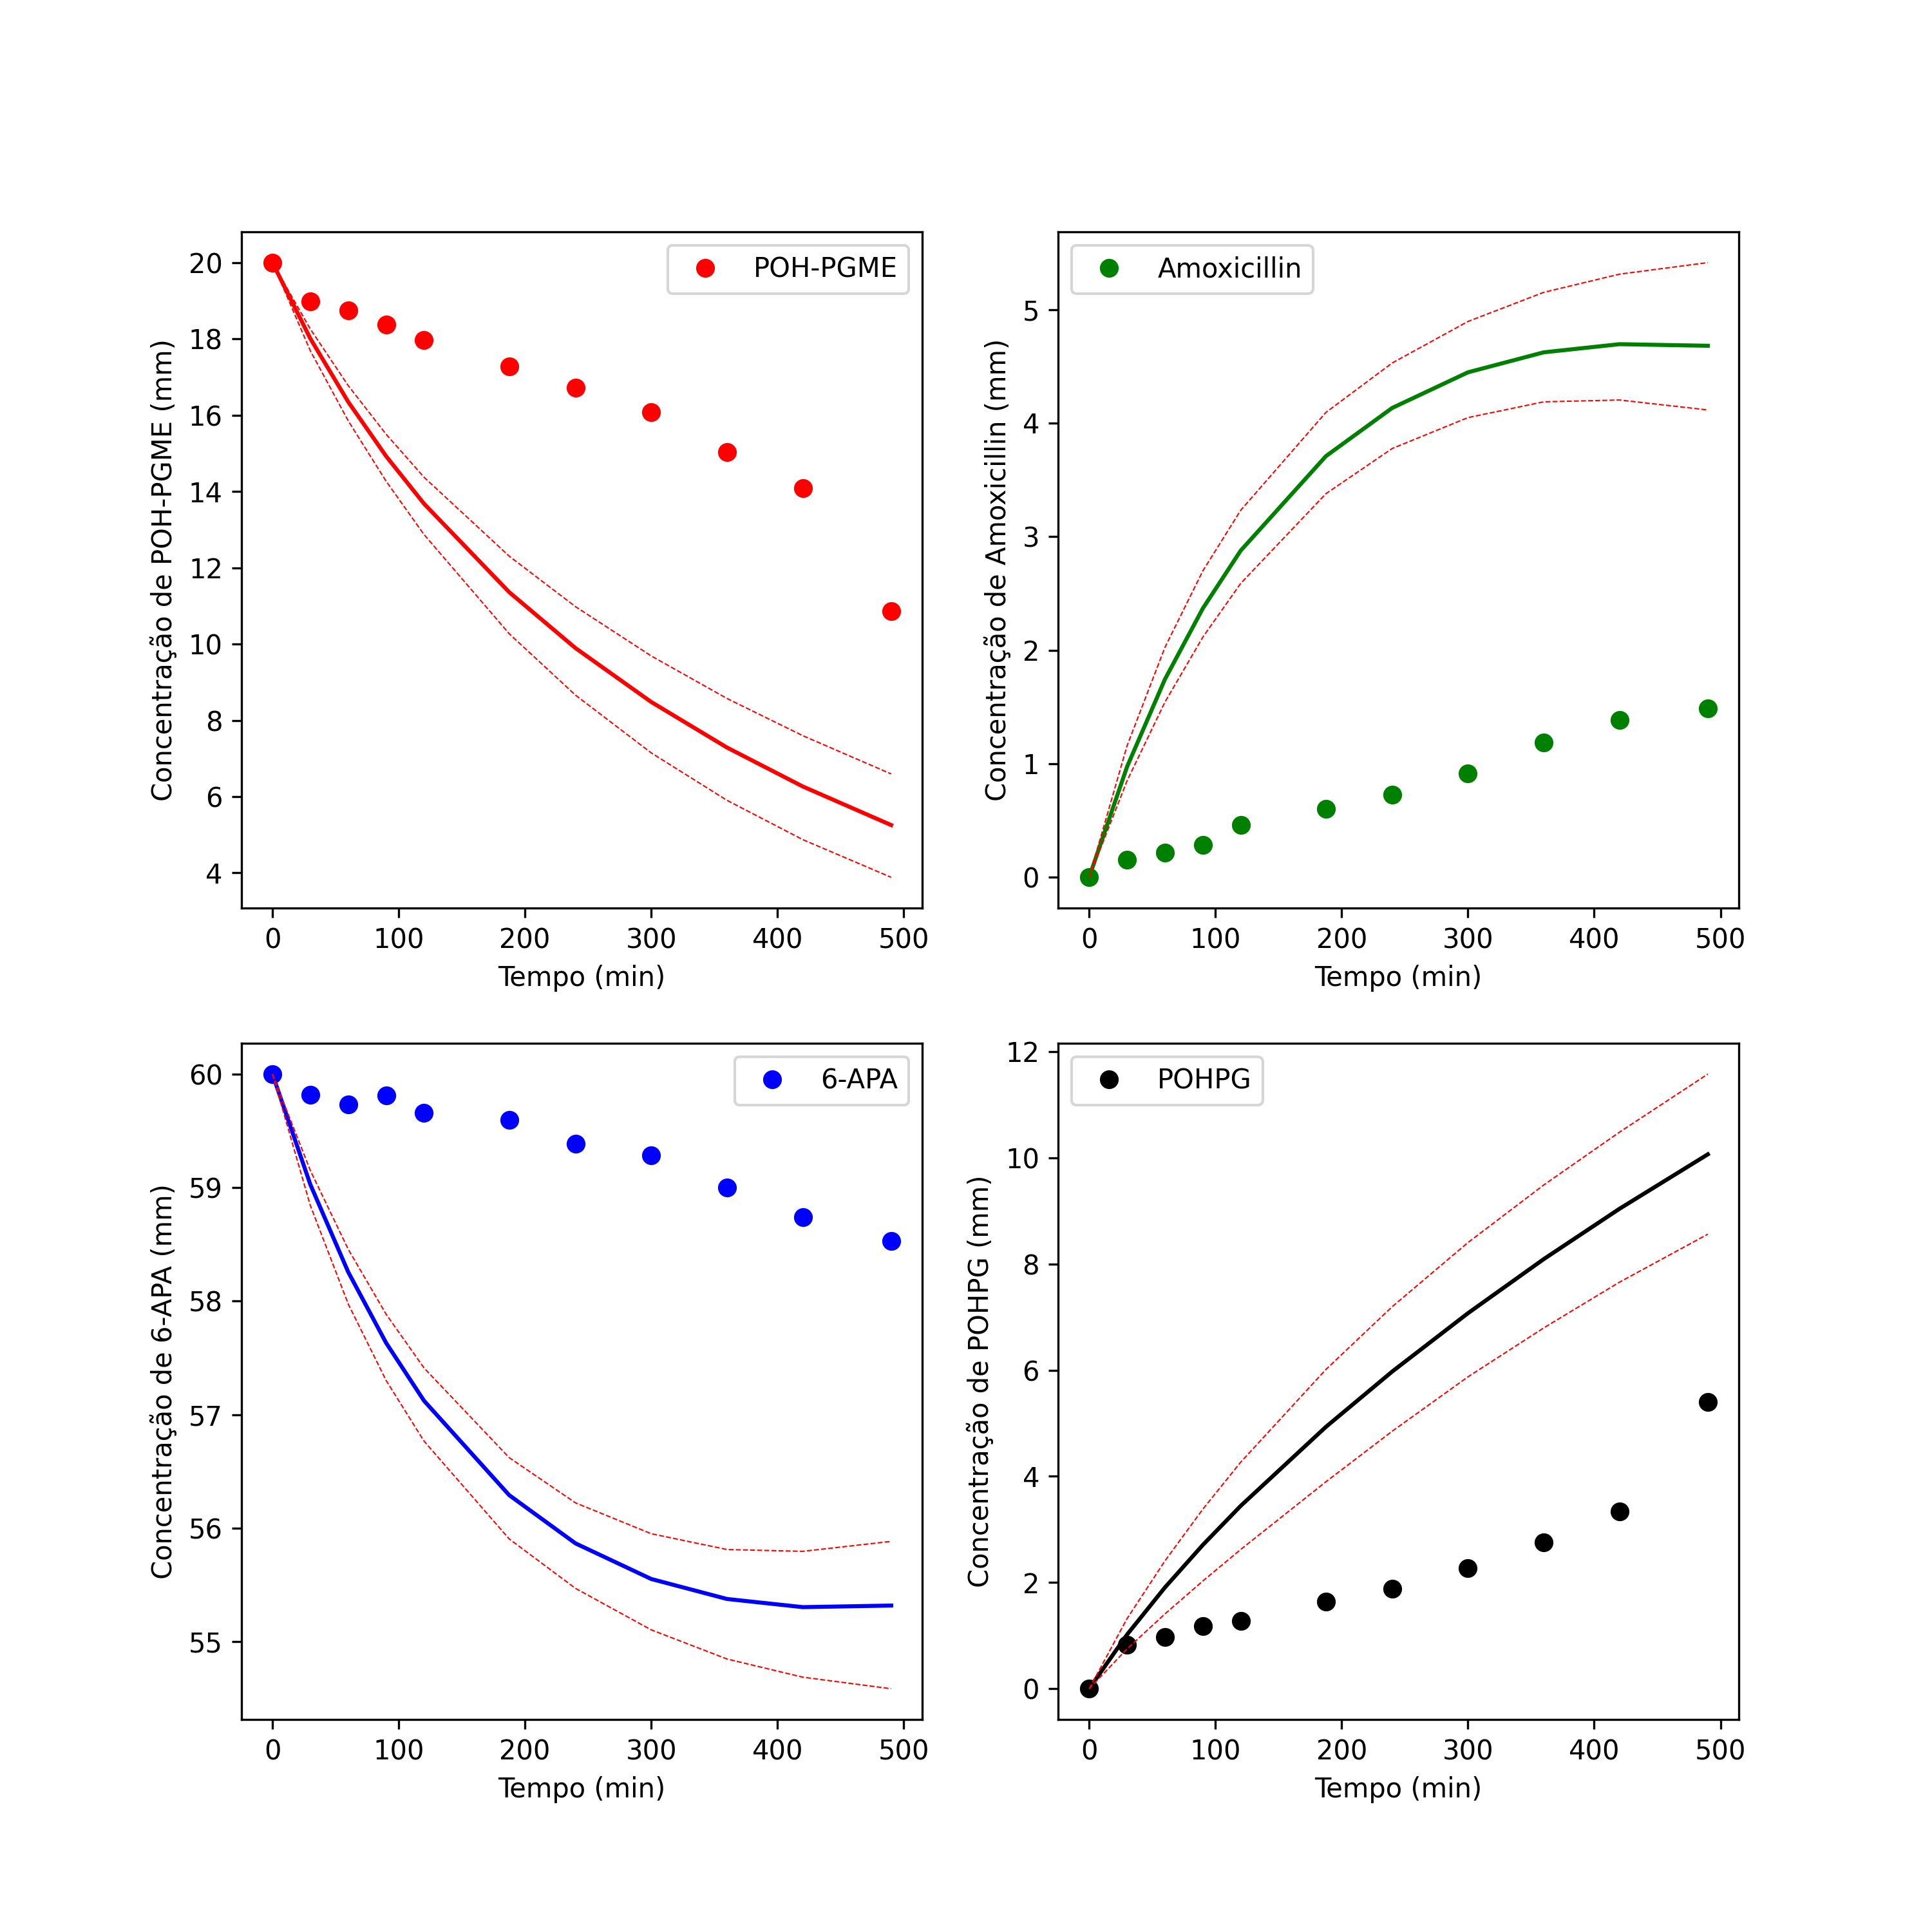 POH-PGME
20
18
16
14
12
10
8
6
4
Concentração de POH-PGME (mm)
0 100 200 300 400 500
Tempo (min)
Amoxicillin
5
4
3
2
1
0
Concentração de Amoxicillin (mm)
0 100 200 300 400 500
Tempo (min)
6-APA
60
59
58
57
56
55
Concentração de 6-APA (mm)
0 100 200 300 400 500
Tempo (min)
POHPG
12
10
8
6
4
2
0
Concentração de POHPG (mm)
0 100 200 300 400 500
Tempo (min)